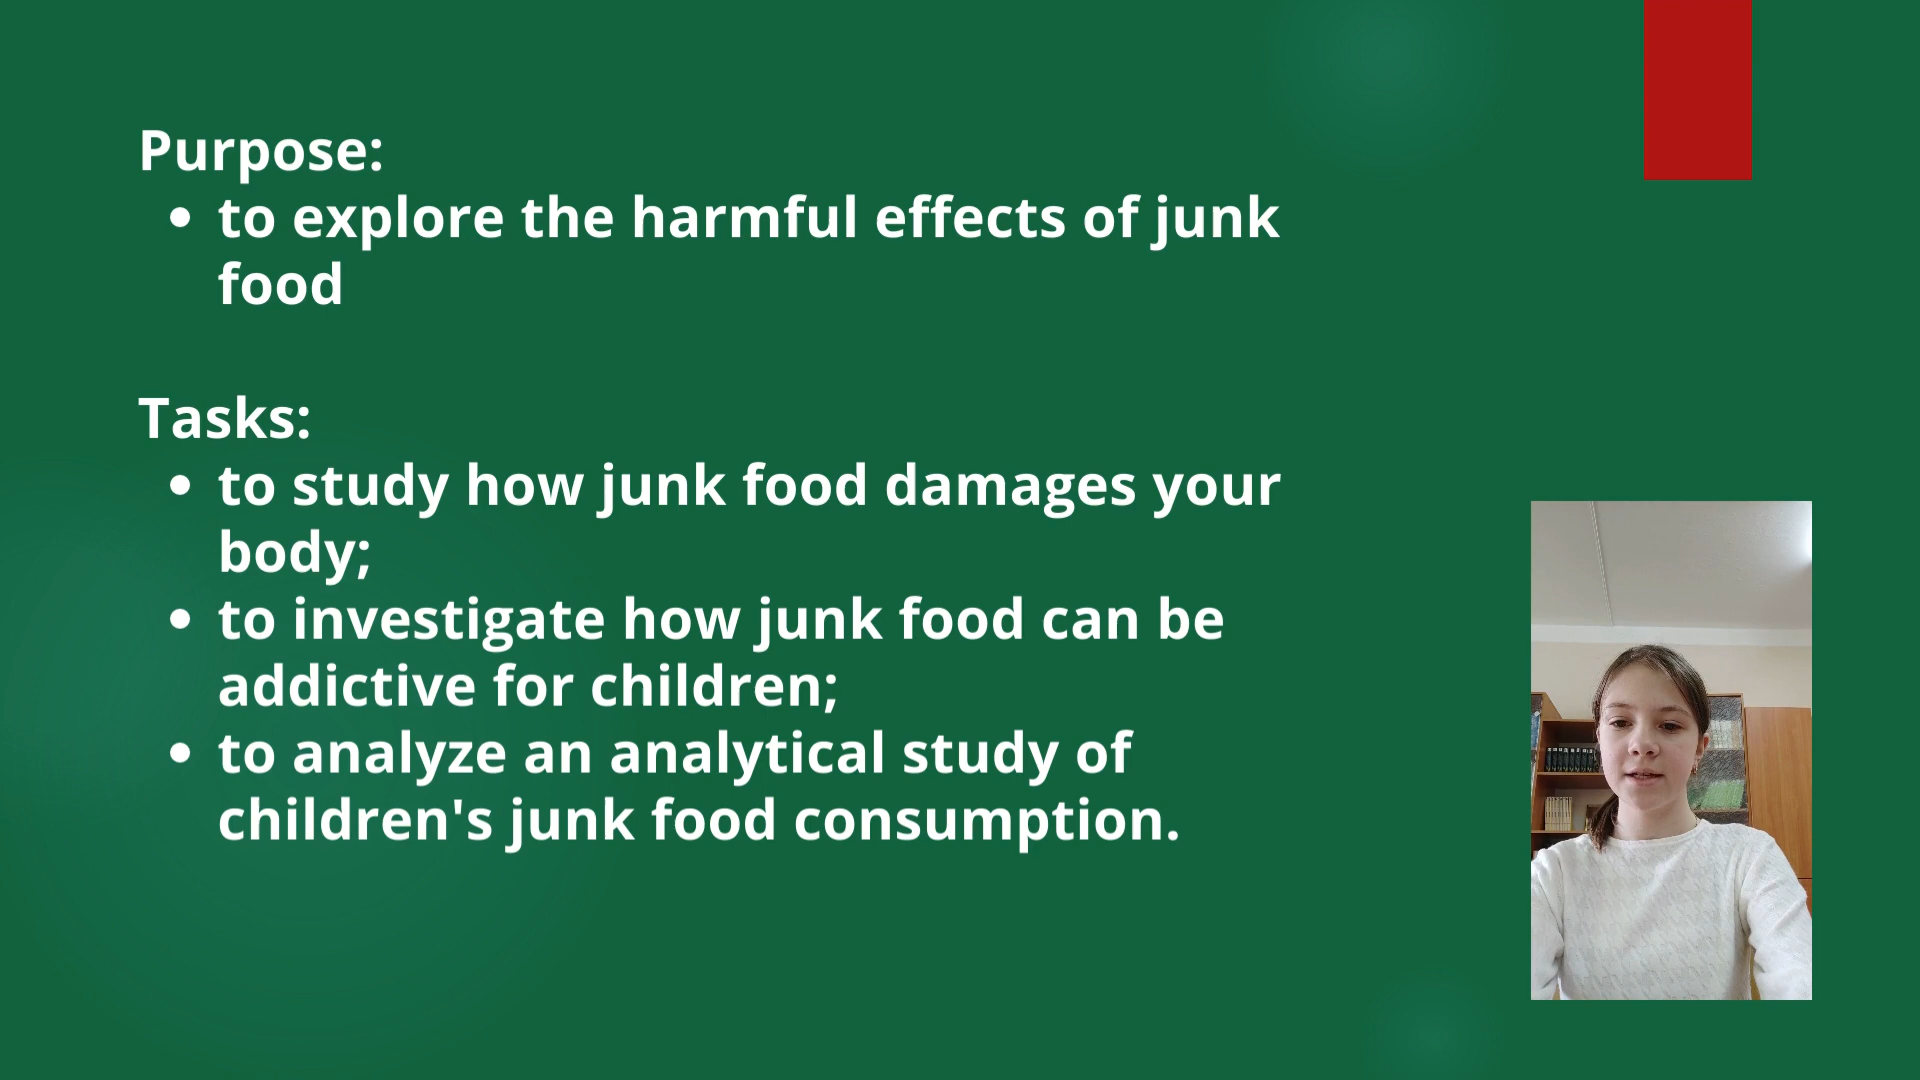 Purpose:
• to explore the harmful effects of junk
food
Tasks:
• to study how junk food damages your
body;
• to investigate how junk food can be
addictive for children;
• to analyze an analytical study of
children's junk food consumption.